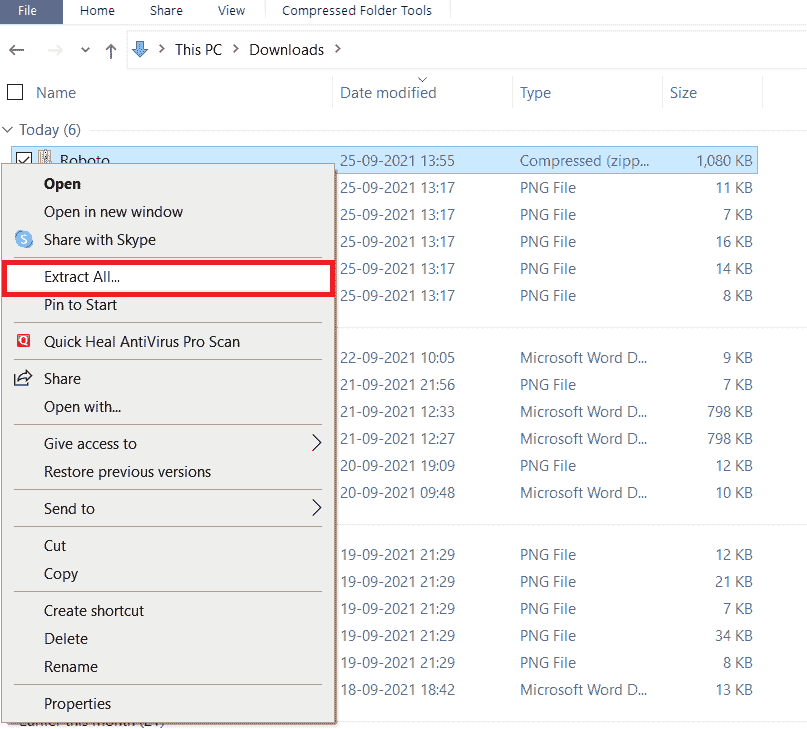 File Home Share View Compressed Folder Tools
This PC Downloads
Name Date modified Type Size
Today (6)
Roboto 25-09-2021 13:55 Compressed (zipp... 1,080 KB
Open
25-09-2021 13:17 PNG File 11 KB
Open in new window
25-09-2021 13:17 PNG File 7 KB
S Share with Skype
25-09-2021 13:17 PNG File 16 KB
Extract All...
25-09-2021 13:17 PNG File 14 KB
Pin to Start
25-09-2021 13:17 PNG File 8 KB
Q Quick Heal AntiVirus Pro Scan
22-09-2021 10:05 Microsoft Word D... 9 KB
Share
21-09-2021 21:56 PNG File 7 KB
Open with...
21-09-2021 12:33 Microsoft Word D... 798 KB
Give access to
21-09-2021 12:27 Microsoft Word D... 798 KB
Restore previous versions
20-09-2021 19:09 PNG File 12 KB
20-09-2021 09:48 Microsoft Word D... 10 KB
Send to
Cut
19-09-2021 21:29 PNG File 12 KB
Copy
19-09-2021 21:29 PNG File 21 KB
Create shortcut
19-09-2021 21:29 PNG File 7 KB
Delete
19-09-2021 21:29 PNG File 34 KB
Rename
19-09-2021 21:29 PNG File 8 KB
18-09-2021 18:42 Microsoft Word D... 13 KB
Properties
Earlier this month (21)